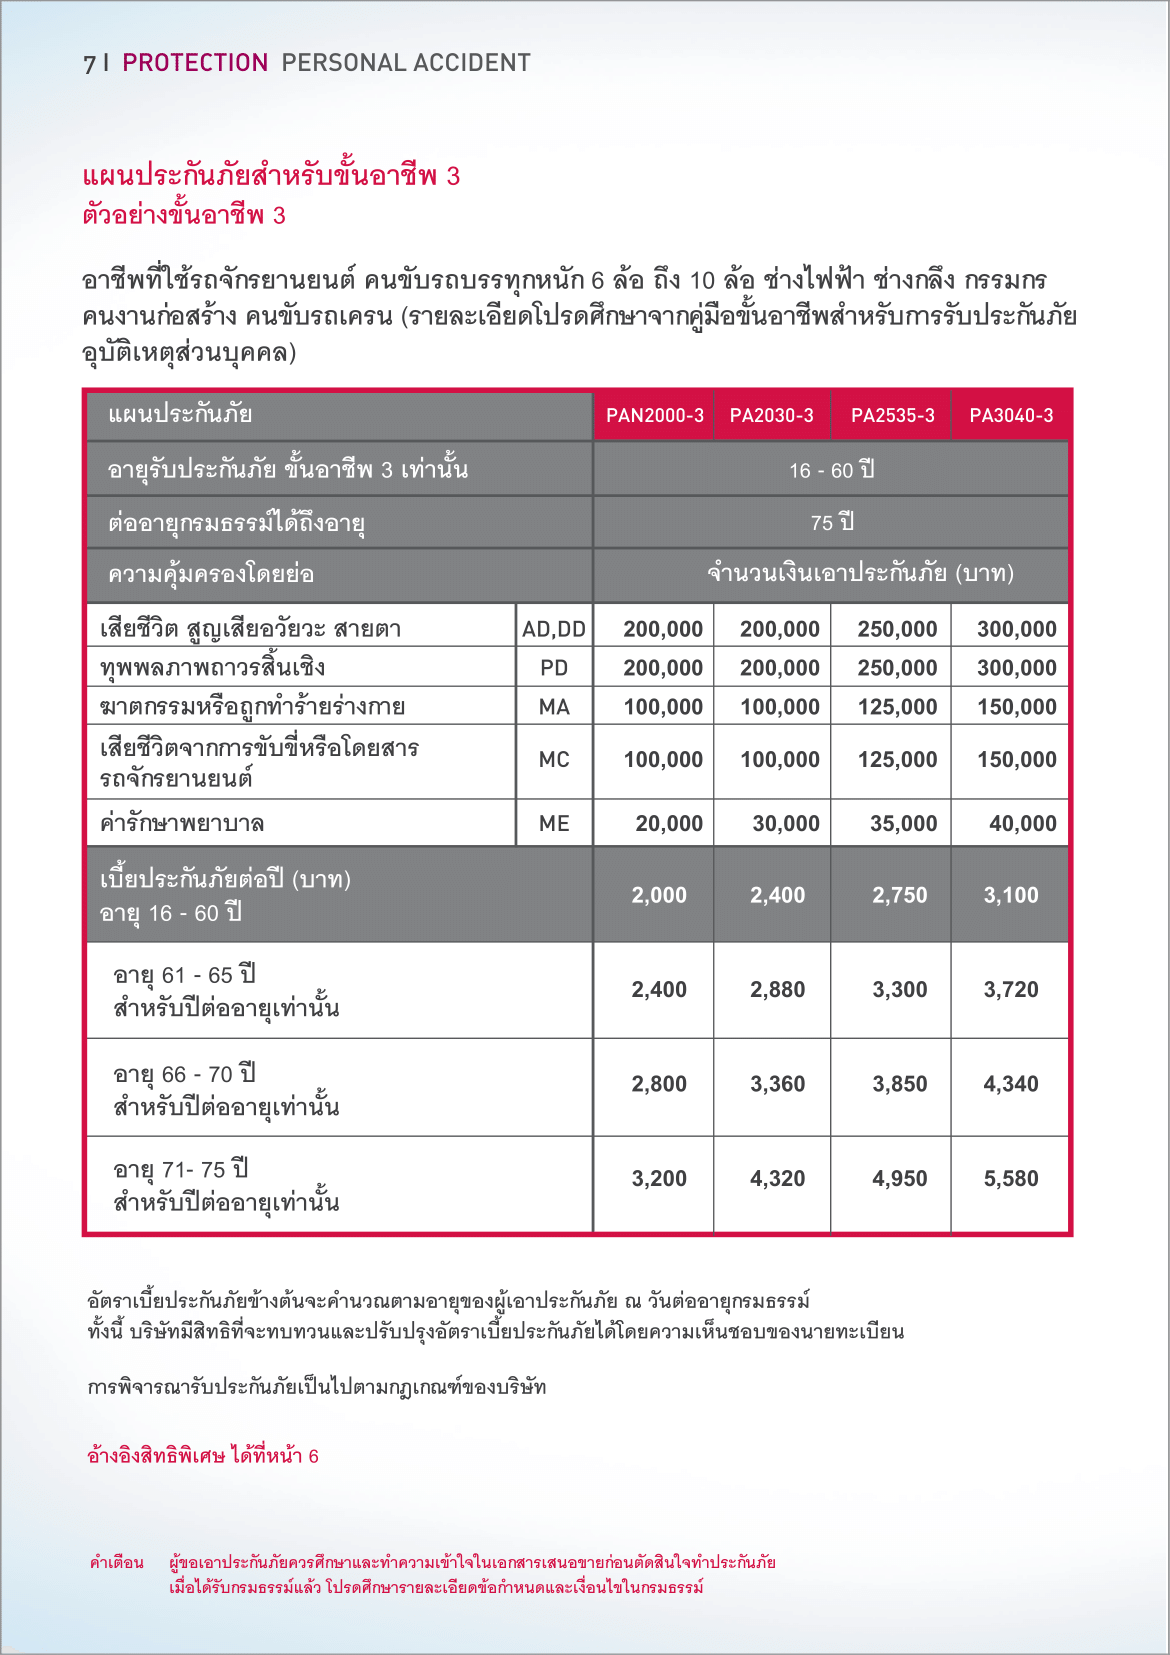 7 | PROTECTION PERSONAL ACCIDENT
แผนประกันภัยสำหรับขั้นอาชีพ 3
ตัวอย่างขั้นอาชีพ 3
อาชีพที่ใช้รถจักรยานยนต์ คนขับรถบรรทุกหนัก 6 ล้อ ถึง 10 ล้อ ช่างไฟฟ้า ช่างกลึง กรรมกร
คนงานก่อสร้าง คนขับรถเครน (รายละเอียดโปรดศึกษาจากคู่มือขั้นอาชีพสำหรับการรับประกันภัย
อุบัติเหตุส่วนบุคคล)
แผนประกันภัย PAN2000-3 PA2030-3 PA2535-3 PA3040-3
อายุรับประกันภัย ขั้นอาชีพ 3 เท่านั้น 16 - 60 ปี
ต่ออายุกรมธรรม์ได้ถึงอายุ 75 ปี
ความคุ้มครองโดยย่อ จำนวนเงินเอาประกันภัย (บาท)
เสียชีวิต สูญเสียอวัยวะ สายตา AD,DD 200,000 200,000 250,000 300,000
ทุพพลภาพถาวรสิ้นเชิง PD 200,000 200,000 250,000 300,000
ฆาตกรรมหรือถูกทำร้ายร่างกาย MA 100,000 100,000 125,000 150,000
เสียชีวิตจากการขับขี่หรือโดยสาร
รถจักรยานยนต์ MC 100,000 100,000 125,000 150,000
ค่ารักษาพยาบาล ME 20,000 30,000 35,000 40,000
เบี้ยประกันภัยต่อปี (บาท)
อายุ 16 - 60 ปี 2,000 2,400 2,750 3,100
อายุ 61 - 65 ปี
สำหรับปีต่ออายุเท่านั้น 2,400 2,880 3,300 3,720
อายุ 66 - 70 ปี
สำหรับปีต่ออายุเท่านั้น 2,800 3,360 3,850 4,340
อายุ 71- 75 ปี
สำหรับปีต่ออายุเท่านั้น 3,200 4,320 4,950 5,580
อัตราเบี้ยประกันภัยข้างต้นจะคำนวณตามอายุของผู้เอาประกันภัย ณ วันต่ออายุกรมธรรม์
ทั้งนี้ บริษัทมีสิทธิที่จะทบทวนและปรับปรุงอัตราเบี้ยประกันภัยได้โดยความเห็นชอบของนายทะเบียน
การพิจารณารับประกันภัยเป็นไปตามกฎเกณฑ์ของบริษัท
อ้างอิงสิทธิพิเศษ ได้ที่หน้า 6
คำเตือน ผู้ขอเอาประกันภัยควรศึกษาและทำความเข้าใจในเอกสารเสนอขายก่อนตัดสินใจทำประกันภัย
เมื่อได้รับกรมธรรม์แล้ว โปรดศึกษารายละเอียดข้อกำหนดและเงื่อนไขในกรมธรรม์